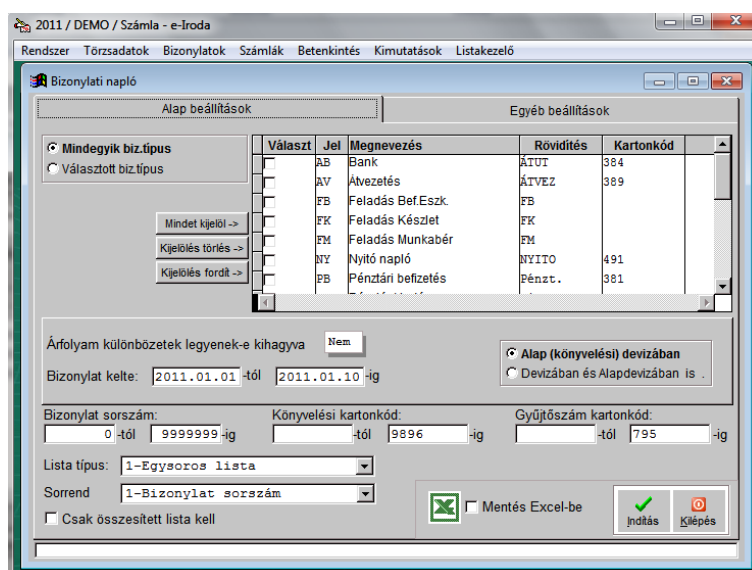 2011 / DEMO / Számla - e-Iroda
Rendszer Törzsadatok Bizonylatok Számlák Betenkintés Kimutatások Listakezelő
Bizonylati napló
Alap beállítások Egyéb beállítások
Mindegyik biz.típus
Választott biz.típus
Mindet kijelöl ->
Kijelölés törlés ->
Kijelölés fordít ->
Választ Jel Megnevezés Rövidítés Kartonkód
AB Bank ÁTUT 384
AV Átvezetés ÁTVEZ 389
FB Feladás Bef.Eszk. FB
FK Feladás Készlet FK
FM Feladás Munkabér FM
NY Nyitó napló NYITO 491
PB Pénztári befizetés Pénzt. 381
Árfolyam különbözetek legyenek-e kihagyva Nem
Bizonylat kelte: 2011.01.01 -tól 2011.01.10 -ig
Alap (könyvelési) devizában
Devizában és Alapdevizában is .
Bizonylat sorszám: Könyvelési kartonkód: Gyűjtőszám kartonkód:
0 -tól 9999999 -ig -tól 9896 -ig -tól 795 -ig
Lista típus: 1-Egysoros lista
Sorrend 1-Bizonylat sorszám
Csak összesített lista kell
Mentés Excel-be
Indítás Kilépés